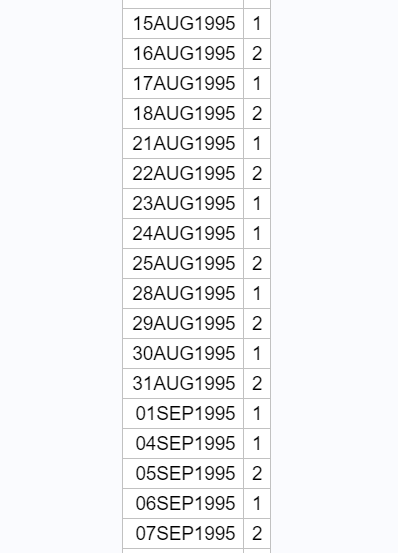 15AUG1995 1
16AUG1995 2
17AUG1995 1
18AUG1995 2
21AUG1995 1
22AUG1995 2
23AUG1995 1
24AUG1995 1
25AUG1995 2
28AUG1995 1
29AUG1995 2
30AUG1995 1
31AUG1995 2
01SEP1995 1
04SEP1995 1
05SEP1995 2
06SEP1995 1
07SEP1995 2